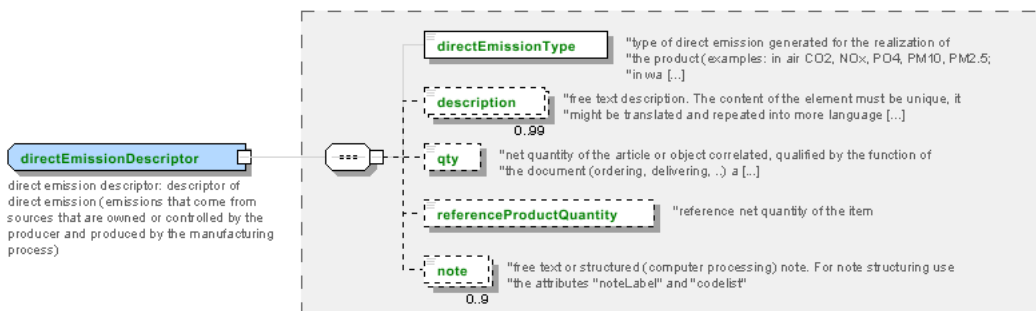 directEmissionType
"type of direct emission generated for the realization of
"the product (examples: in air CO2, NOx, PO4, PM10, PM2.5;
"in wa [...]
description
"free text description. The content of the element must be unique, it
"might be translated and repeated into more language [...]
0..99
directEmissionDescriptor
direct emission descriptor: descriptor of
direct emission (emissions that come from
sources that are owned or controlled by the
producer and produced by the manufacturing
process)
qty
"net quantity of the article or object correlated, qualified by the function of
"the document (ordering, delivering, ..) a [...]
referenceProductQuantity
"reference net quantity of the item
note
"free text or structured (computer processing) note. For note structuring use
"the attributes "noteLabel" and "codelist"
0..9